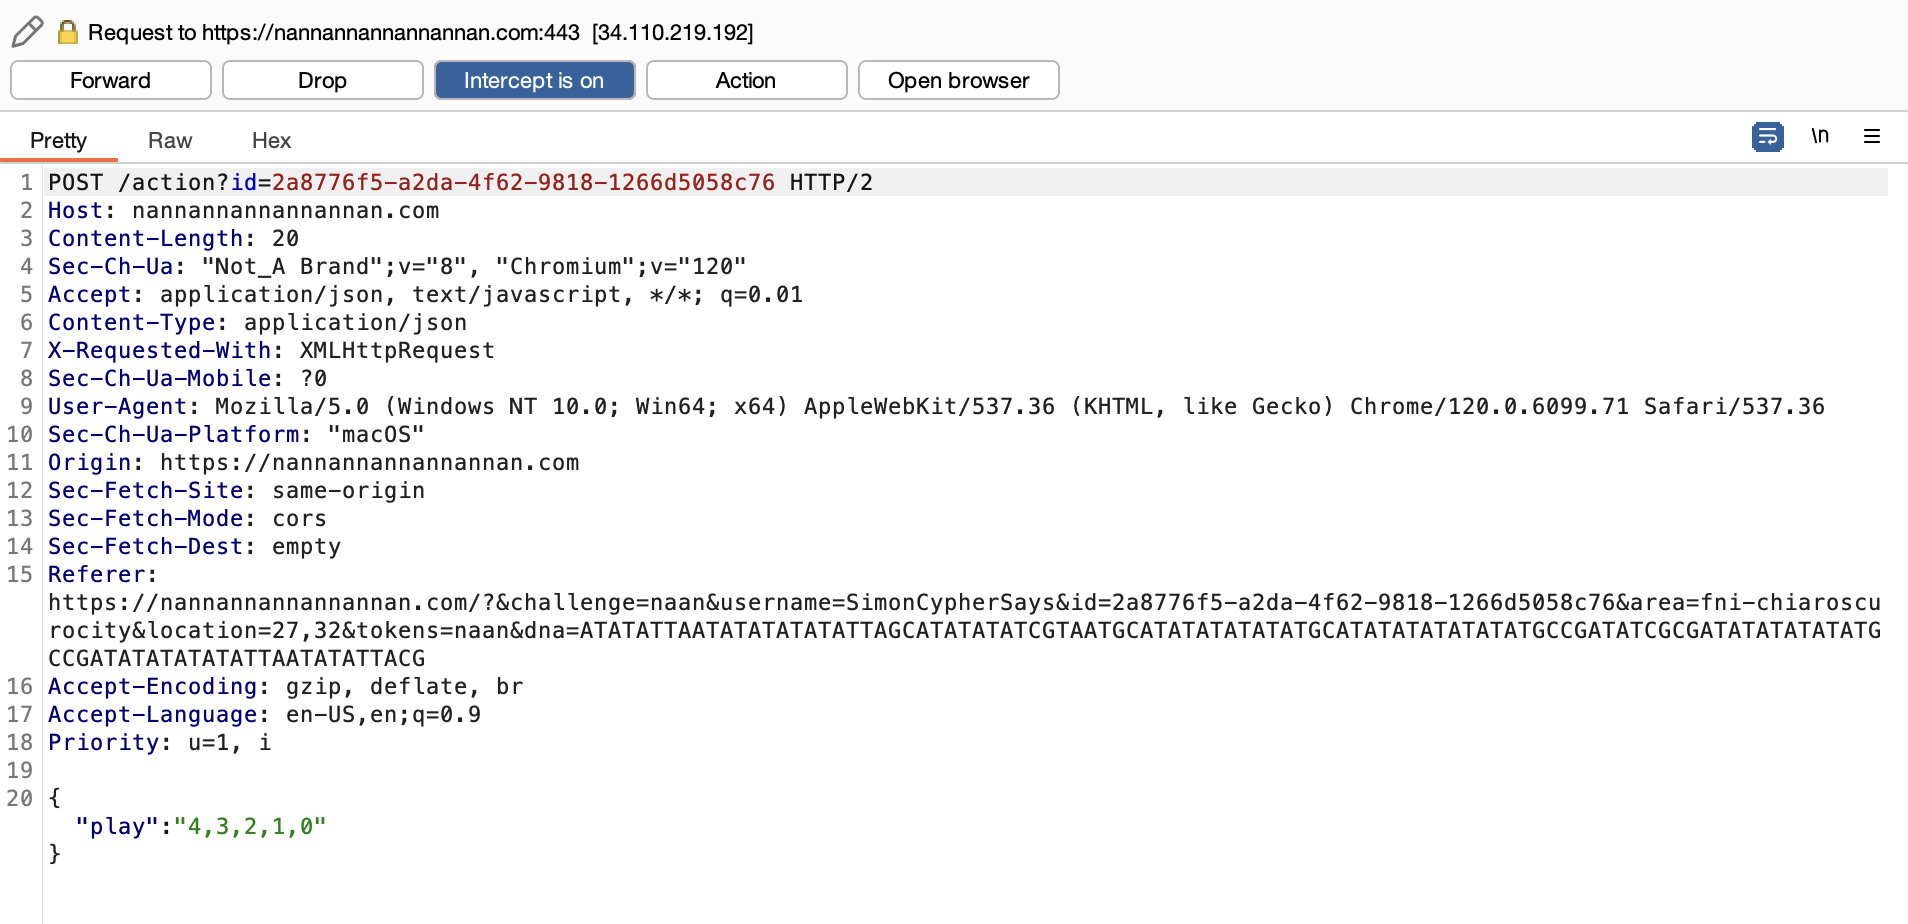 Request to https://nannannannannannan.com:443 [34.110.219.192]
Forward Drop Intercept is on Action Open browser
Pretty Raw Hex \n
1 POST /action?id=2a8776f5-a2da-4f62-9818-1266d5058c76 HTTP/2
2 Host: nannannannannannan.com
3 Content-Length: 20
4 Sec-Ch-Ua: "Not_A Brand";v="8", "Chromium";v="120"
5 Accept: application/json, text/javascript, */*; q=0.01
6 Content-Type: application/json
7 X-Requested-With: XMLHttpRequest
8 Sec-Ch-Ua-Mobile: ?0
9 User-Agent: Mozilla/5.0 (Windows NT 10.0; Win64; x64) AppleWebKit/537.36 (KHTML, like Gecko) Chrome/120.0.6099.71 Safari/537.36
10 Sec-Ch-Ua-Platform: "macOS"
11 Origin: https://nannannannannannan.com
12 Sec-Fetch-Site: same-origin
13 Sec-Fetch-Mode: cors
14 Sec-Fetch-Dest: empty
15 Referer:
https://nannannannannannan.com/?&challenge=naan&username=SimonCypherSays&id=2a8776f5-a2da-4f62-9818-1266d5058c76&area=fni-chiaroscu
rocity&location=27,32&tokens=naan&dna=ATATATTAATATATATATATTAGCATATATATCGTAATGCATATATATATATGCATATATATATATATGCCGATATCGCGATATATATATATG
CCGATATATATATATTAATATATTACG
16 Accept-Encoding: gzip, deflate, br
17 Accept-Language: en-US,en;q=0.9
18 Priority: u=1, i
19
20 {
"play":"4,3,2,1,0"
}